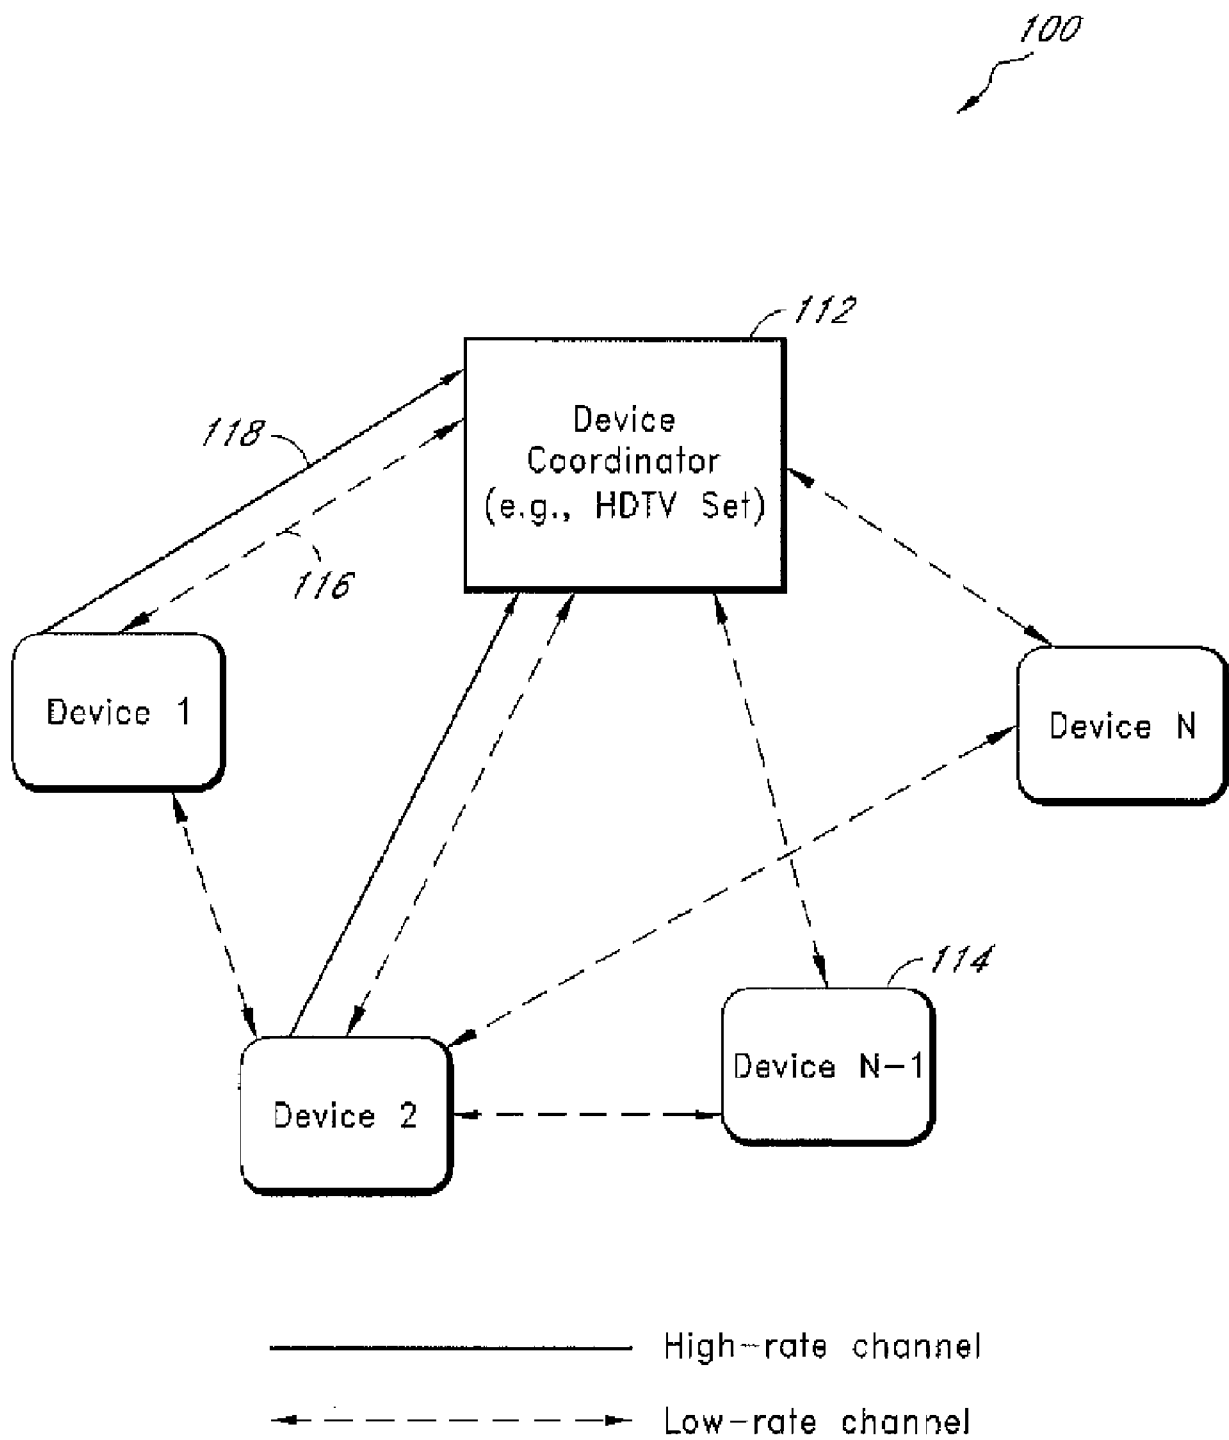 100
112
Device
Coordinator
(e.g., HDTV Set)
118
116
Device 1
Device N
114
Device N-1
Device 2
High-rate channel
Low-rate channel